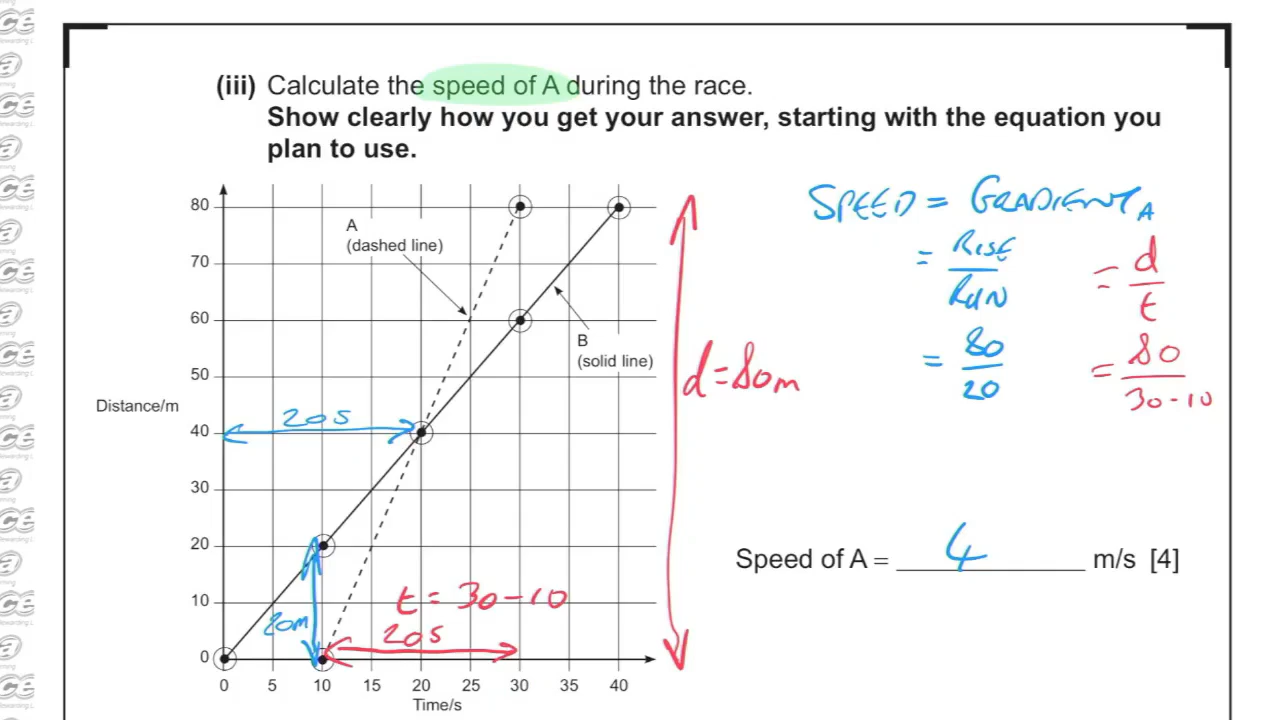 (iii) Calculate the speed of A during the race.
Show clearly how you get your answer, starting with the equation you
plan to use.
SPEED = GRADIENT A
= RISE
RUN
= d
t
= 80
20
= 80
30-10
80
70
60
50
40
30
20
10
0
Distance/m
A
(dashed line)
B
(solid line)
d=80m
20s
20m
t = 30-10
20s
0 5 10 15 20 25 30 35 40
Time/s
Speed of A = 4 m/s [4]